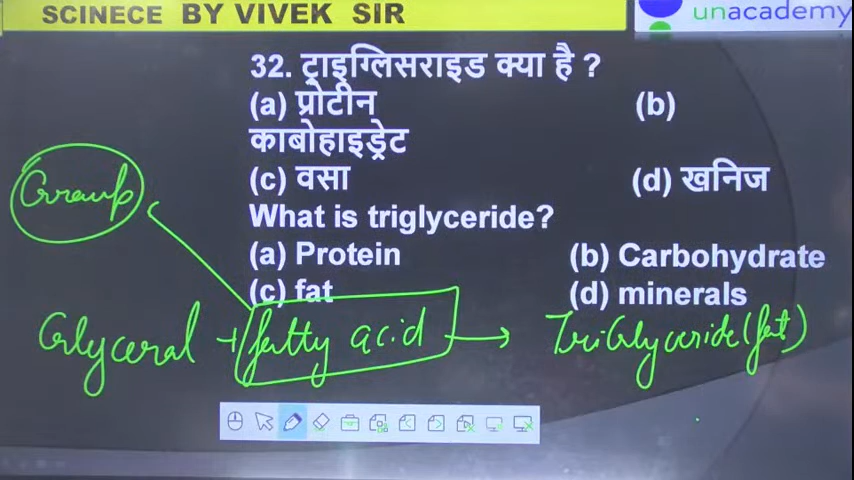 SCINECE BY VIVEK SIR
unacademy
32. ट्राइग्लिसराइड क्या है ?
(a) प्रोटीन (b)
काबोहाइड्रेट
(c) वसा (d) खनिज
What is triglyceride?
(a) Protein (b) Carbohydrate
(c) fat (d) minerals
Group
Glyceral + fatty acid → TriGlyceride (fat)